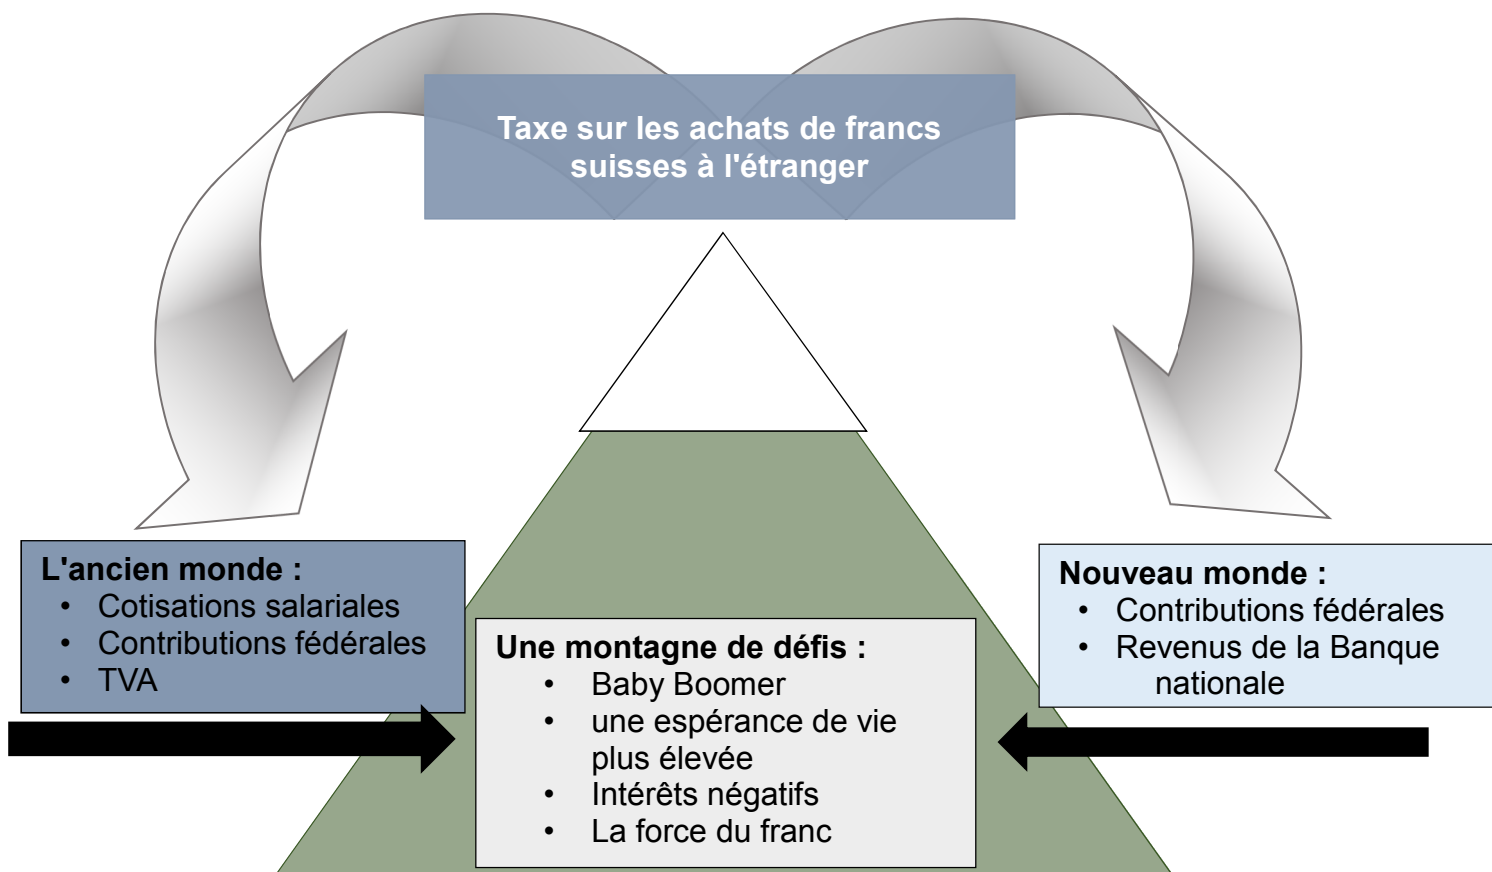 Taxe sur les achats de francs
suisses à l'étranger
L'ancien monde :
• Cotisations salariales
• Contributions fédérales
• TVA
Une montagne de défis :
• Baby Boomer
• une espérance de vie
plus élevée
• Intérêts négatifs
• La force du franc
Nouveau monde :
• Contributions fédérales
• Revenus de la Banque
nationale